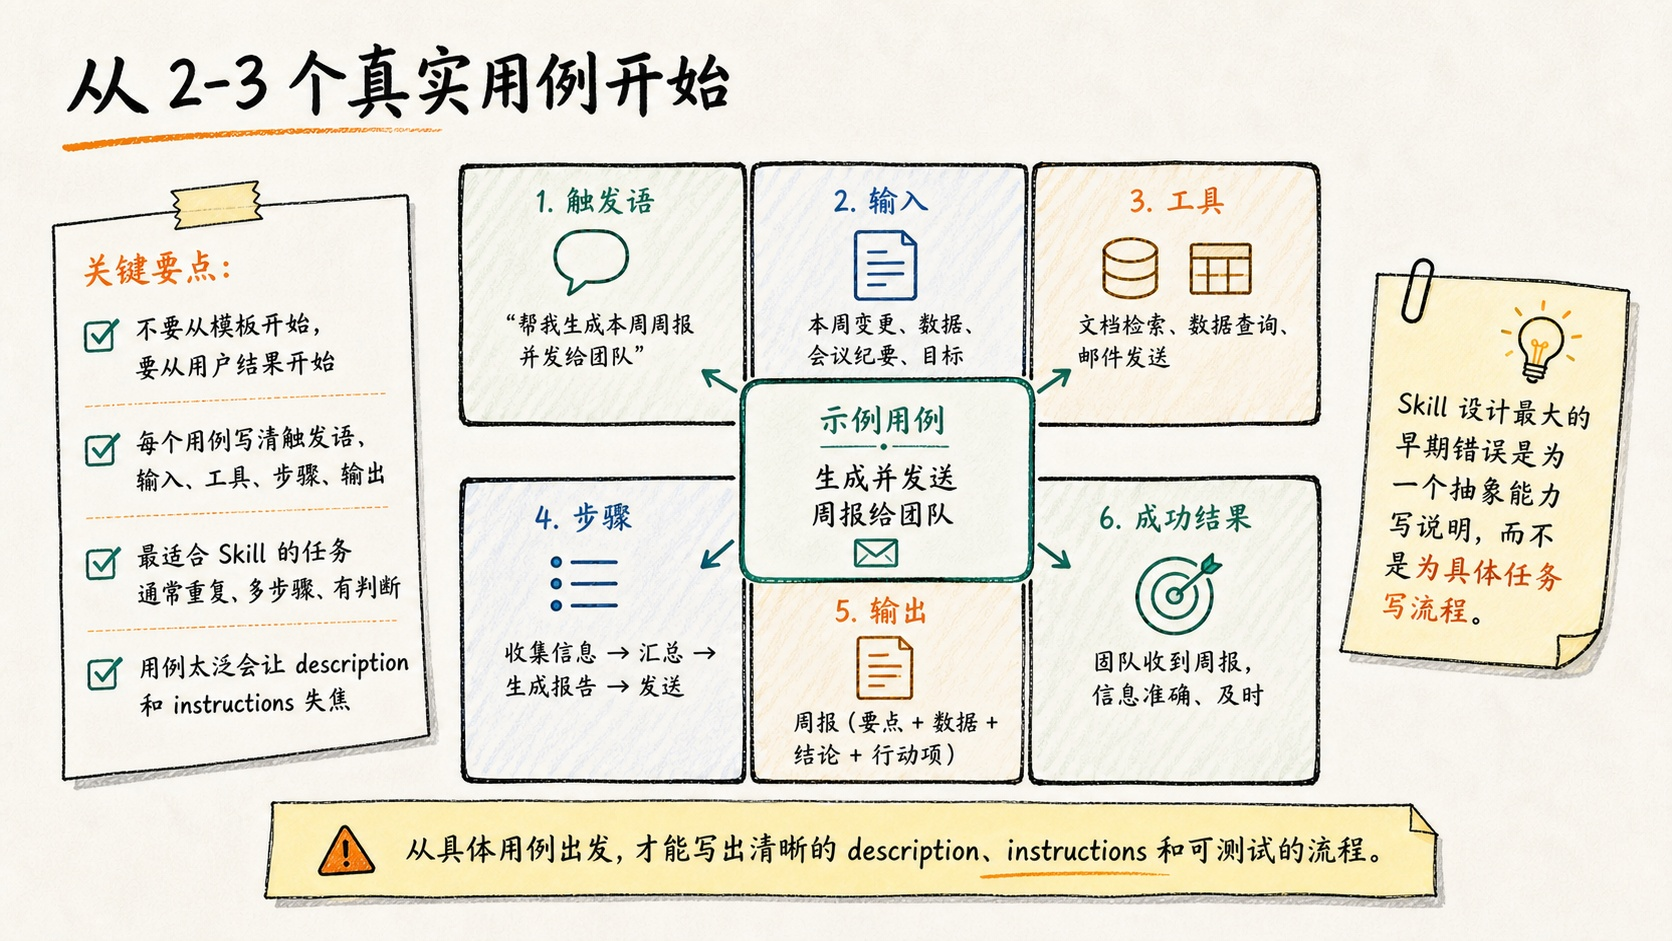 从 2-3 个真实用例开始
关键要点：
不要从模板开始，
要从用户结果开始
每个用例写清触发语、
输入、工具、步骤、输出
最适合 Skill 的任务
通常重复、多步骤、有判断
用例太泛会让 description
和 instructions 失焦
1. 触发语
“帮我生成本周周报
并发给团队”
2. 输入
本周变更、数据、
会议纪要、目标
3. 工具
文档检索、数据查询、
邮件发送
示例用例
生成并发送
周报给团队
4. 步骤
收集信息 → 汇总 →
生成报告 → 发送
5. 输出
周报（要点 + 数据 +
结论 + 行动项）
6. 成功结果
团队收到周报，
信息准确、及时
Skill 设计最大的
早期错误是为
一个抽象能力
写说明，而不
是为具体任务
写流程。
从具体用例出发，才能写出清晰的 description、instructions 和可测试的流程。